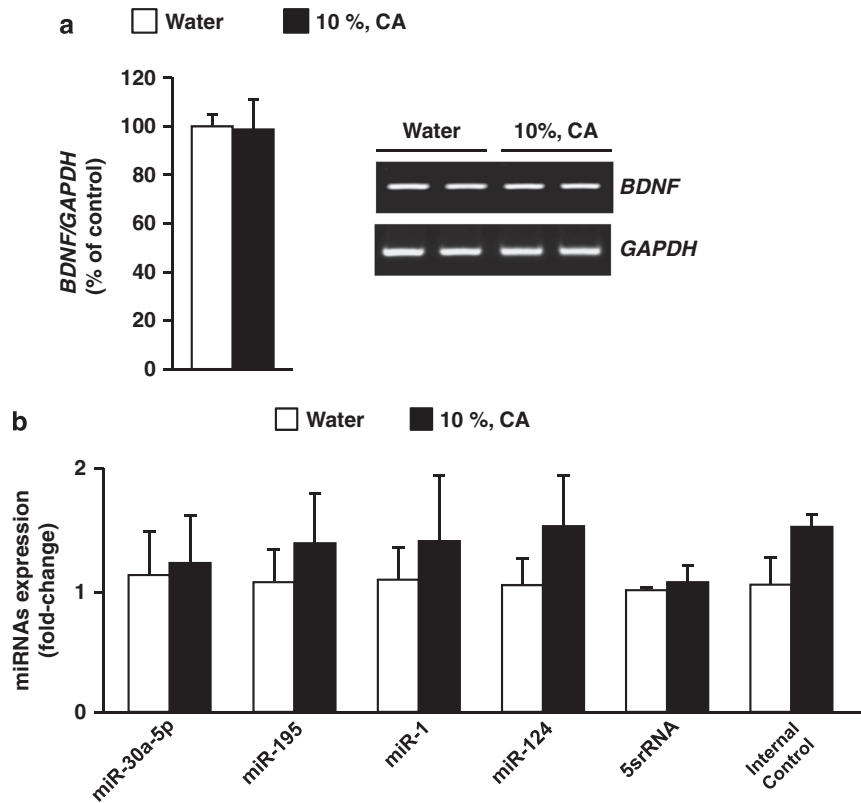 a
Water
10 %, CA
120
100
80
60
40
20
0
BDNF/GAPDH
(% of control)
Water
10%, CA
BDNF
GAPDH
b
Water
10 %, CA
2
1
0
miRNAs expression
(fold-change)
miR-30a-5p
miR-195
miR-1
miR-124
5srRNA
Internal
Control